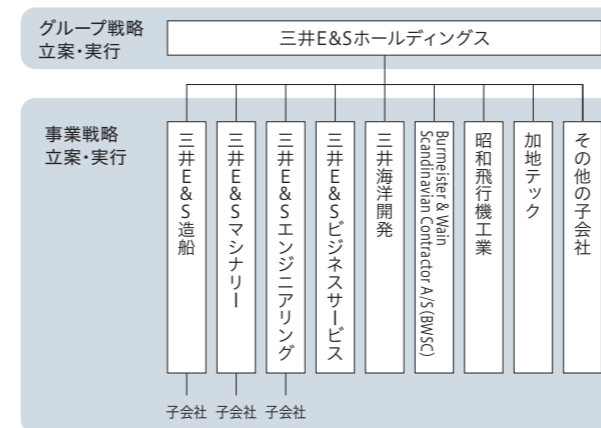 グループ戦略
立案・実行
三井E&Sホールディングス
事業戦略
立案・実行
三井E&S造船
三井E&Sマシナリー
三井E&Sエンジニアリング
三井E&Sビジネスサービス
三井海洋開発
Burmeister & Wain
Scandinavian Contractor A/S (BWSC)
昭和飛行機工業
加地テック
その他の子会社
子会社 子会社 子会社